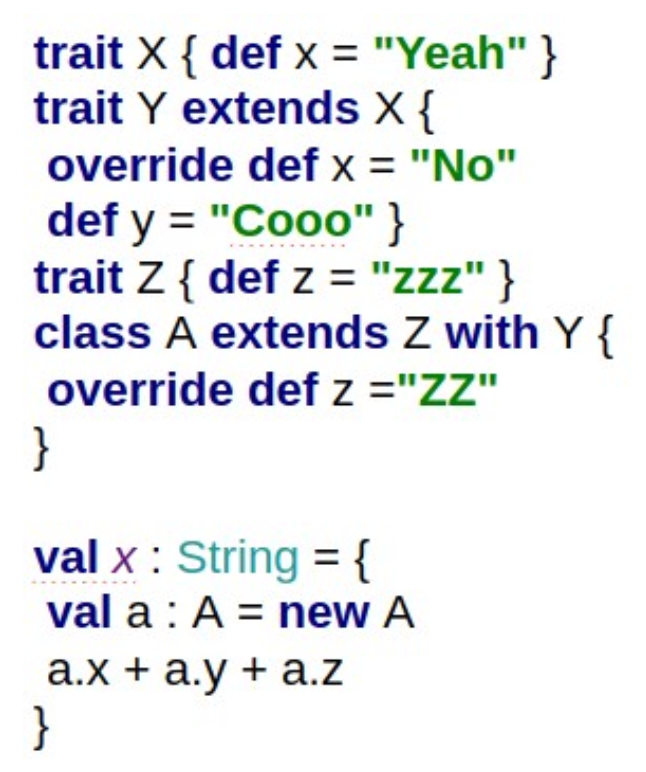 trait X { def x = "Yeah" }
trait Y extends X {
override def x = "No"
def y = "Cooo" }
trait Z { def z = "zzz" }
class A extends Z with Y {
override def z ="ZZ"
}
val x : String = {
val a : A = new A
a.x + a.y + a.z
}